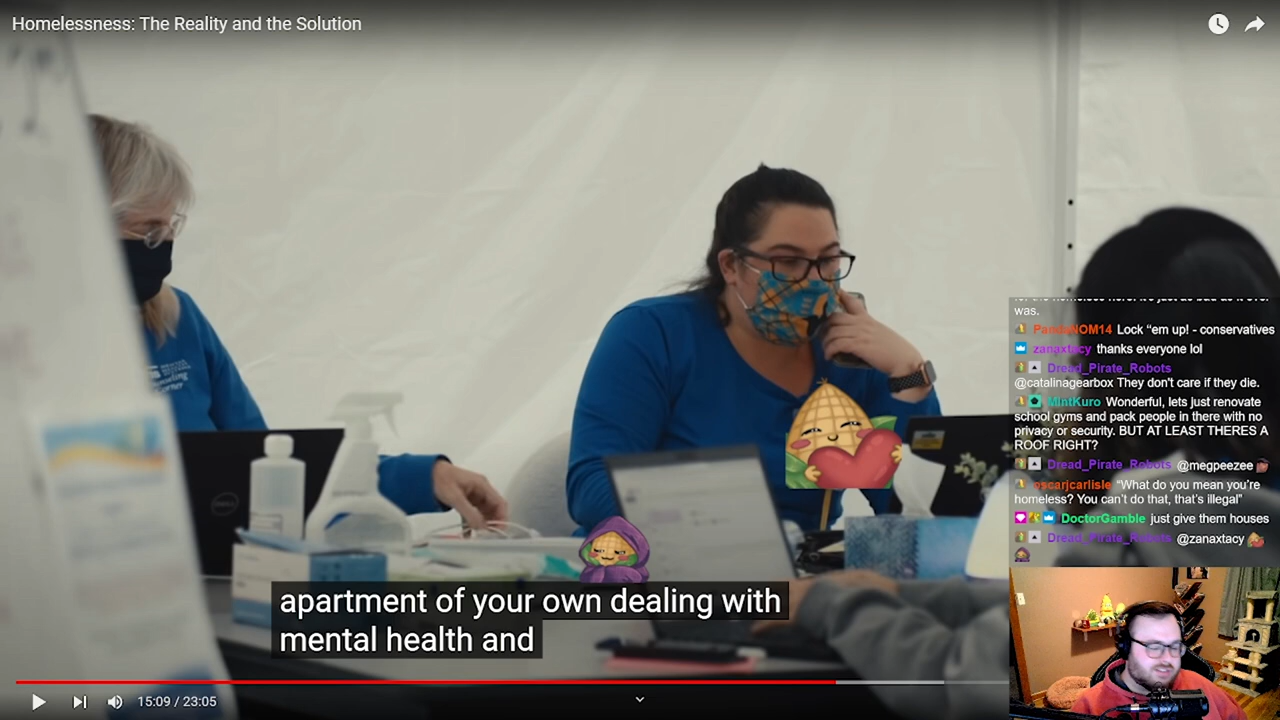 Homelessness: The Reality and the Solution
was.
PandaNOM14 Lock “em up! - conservatives
zanaxtacy thanks everyone lol
Dread_Pirate_Robots
@catalinagearbox They don't care if they die.
MintKuro Wonderful, lets just renovate
school gyms and pack people in there with no
privacy or security. BUT AT LEAST THERES A
ROOF RIGHT?
Dread_Pirate_Robots @megpeezee
oscarjcarlisle “What do you mean you’re
homeless? You can’t do that, that’s illegal”
DoctorGamble just give them houses
Dread_Pirate_Robots @zanaxtacy
apartment of your own dealing with
mental health and
15:09 / 23:05